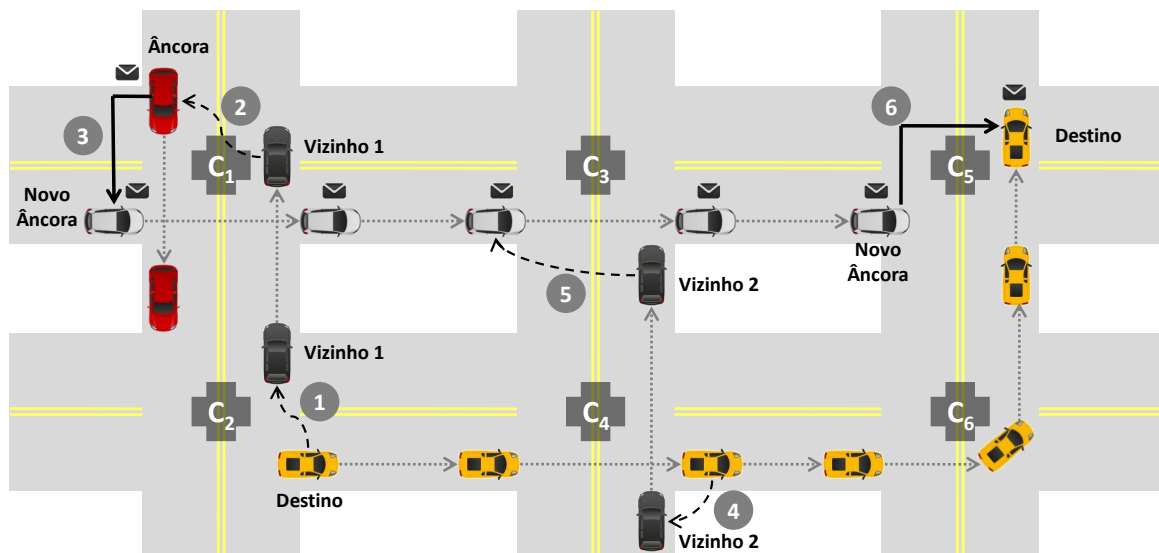 Âncora
2
6
3
Vizinho 1
Destino
C1
C3
C5
Novo
Âncora
Novo
Âncora
Vizinho 2
5
Vizinho 1
1
C2
C4
C6
Destino
4
Vizinho 2